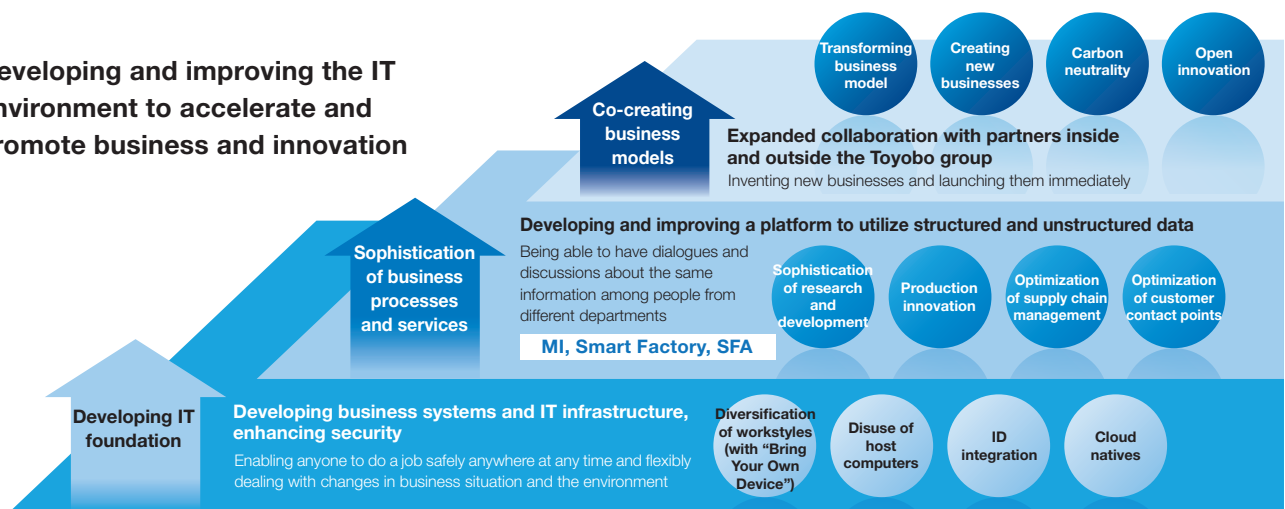 eveloping and improving the IT
nvironment to accelerate and
romote business and innovation
Transforming
business
model
Creating
new
businesses
Carbon
neutrality
Open
innovation
Co-creating
business
models
Expanded collaboration with partners inside
and outside the Toyobo group
Inventing new businesses and launching them immediately
Sophistication
of business
processes
and services
Developing and improving a platform to utilize structured and unstructured data
Being able to have dialogues and
discussions about the same
information among people from
different departments
MI, Smart Factory, SFA
Sophistication
of research
and
development
Production
innovation
Optimization
of supply chain
management
Optimization
of customer
contact points
Developing IT
foundation
Developing business systems and IT infrastructure,
enhancing security
Enabling anyone to do a job safely anywhere at any time and flexibly
dealing with changes in business situation and the environment
Diversification
of workstyles
(with “Bring
Your Own
Device”)
Disuse of
host
computers
ID
integration
Cloud
natives